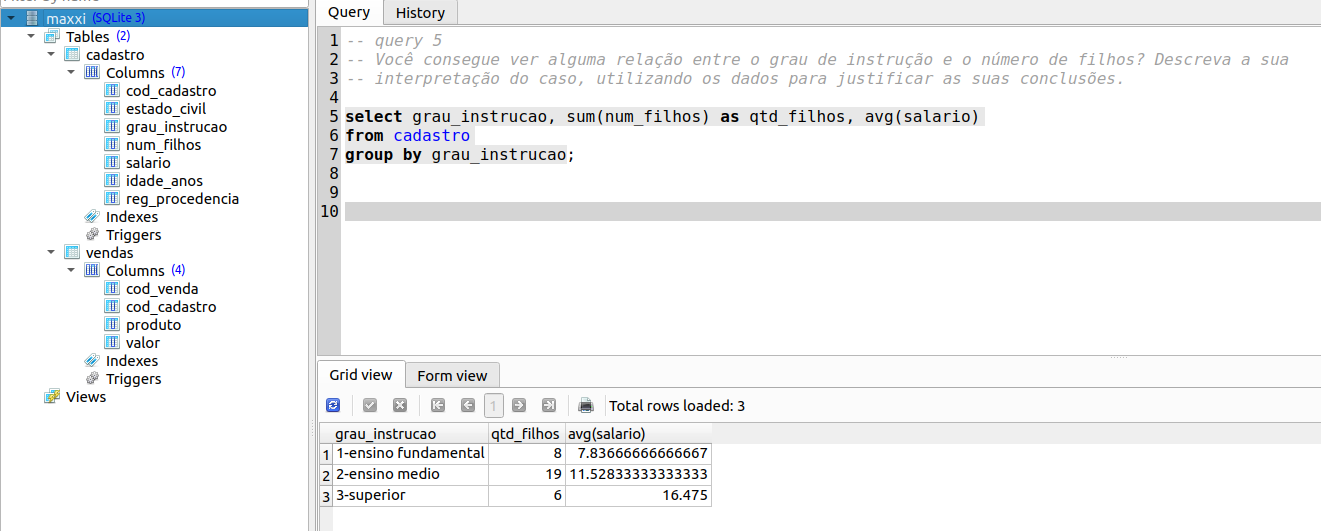 maxxi (SQLite 3)
Tables (2)
cadastro
Columns (7)
cod_cadastro
estado_civil
grau_instrucao
num_filhos
salario
idade_anos
reg_procedencia
Indexes
Triggers
vendas
Columns (4)
cod_venda
cod_cadastro
produto
valor
Indexes
Triggers
Views
Query History
1 -- query 5
2 -- Você consegue ver alguma relação entre o grau de instrução e o número de filhos? Descreva a sua
3 -- interpretação do caso, utilizando os dados para justificar as suas conclusões.
4
5 select grau_instrucao, sum(num_filhos) as qtd_filhos, avg(salario)
6 from cadastro
7 group by grau_instrucao;
8
9
10
Grid view Form view
1 Total rows loaded: 3
grau_instrucao qtd_filhos avg(salario)
1 1-ensino fundamental 8 7.83666666666667
2 2-ensino medio 19 11.52833333333333
3 3-superior 6 16.475